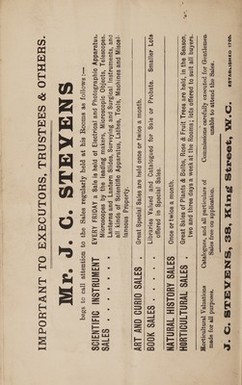 IMPORTANT TO EXECUTORS, TRUSTEES & OTHERS.
Mr. J. C. STEVENS
begs to call attention to the Sales regularly held at his Rooms as follows:—
SCIENTIFIC INSTRUMENT SALES
EVERY FRIDAY a Sale is held of Electrical and Photographic Apparatus,
Microscopes by the leading makers, Microscopic Objects, Telescopes,
Lanterns and Lantern Slides, Surveying and Surgical Instruments, and
all kinds of Scientific Apparatus, Lathes, Tools, Machines and Miscel-
laneous Property.
ART AND CURIO SALES . Great Special Sales are held once or twice a month.
BOOK SALES . . . . . . Libraries Valued and Catalogued for Sale or Probate. Smaller Lots
offered in Special Sales.
NATURAL HISTORY SALES Once or twice a month.
HORTICULTURAL SALES Great Sales of Plants & Bulbs, Rose & Fruit Trees are held, in the Season,
two and three days a week at the Rooms; lots offered to suit all buyers.
Horticultural Valuations
made for all purposes.
Catalogues, and all particulars of
Sales free on application.
Commissions carefully executed for Gentlemen
unable to attend the Sales.
J. C. STEVENS, 38, King Street, W.C. ESTABLISHED 1760.